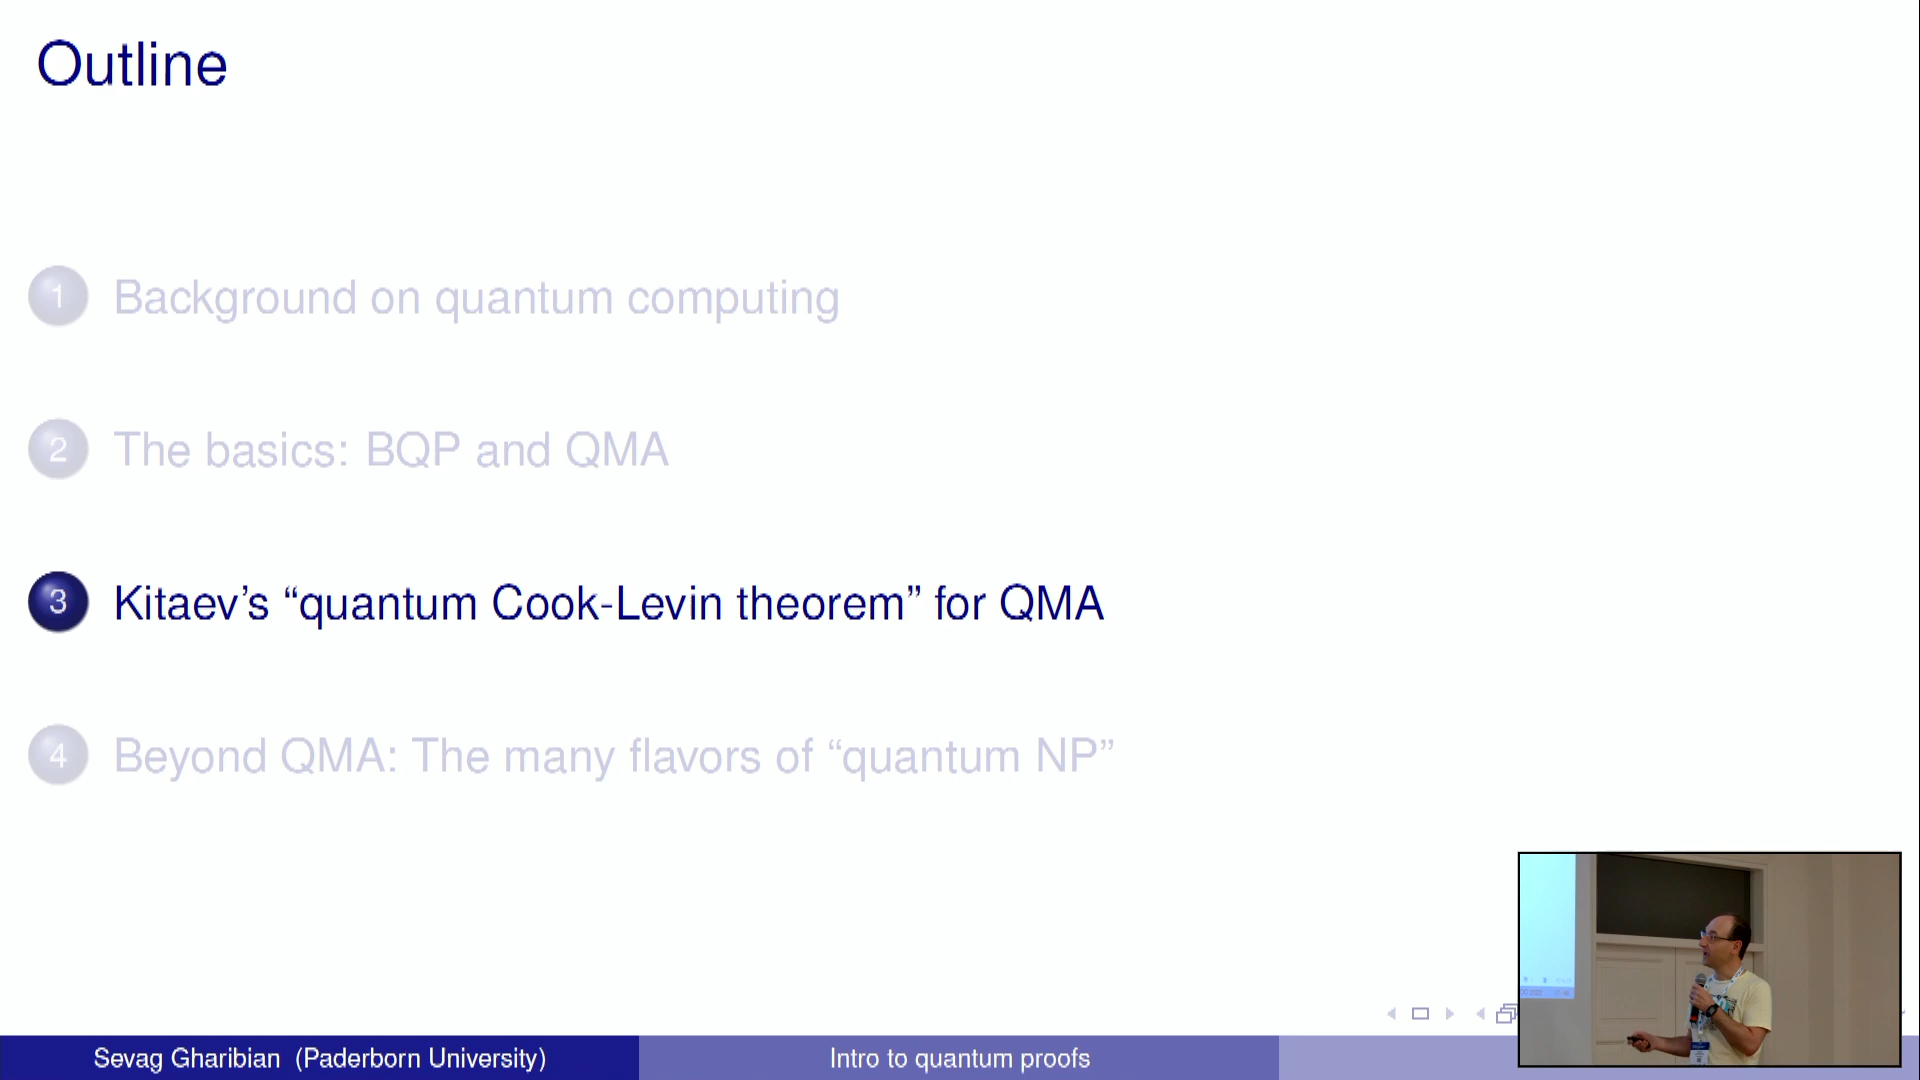 Outline
1 Background on quantum computing
2 The basics: BQP and QMA
3 Kitaev's “quantum Cook-Levin theorem” for QMA
4 Beyond QMA: The many flavors of “quantum NP”
Sevag Gharibian (Paderborn University)
Intro to quantum proofs